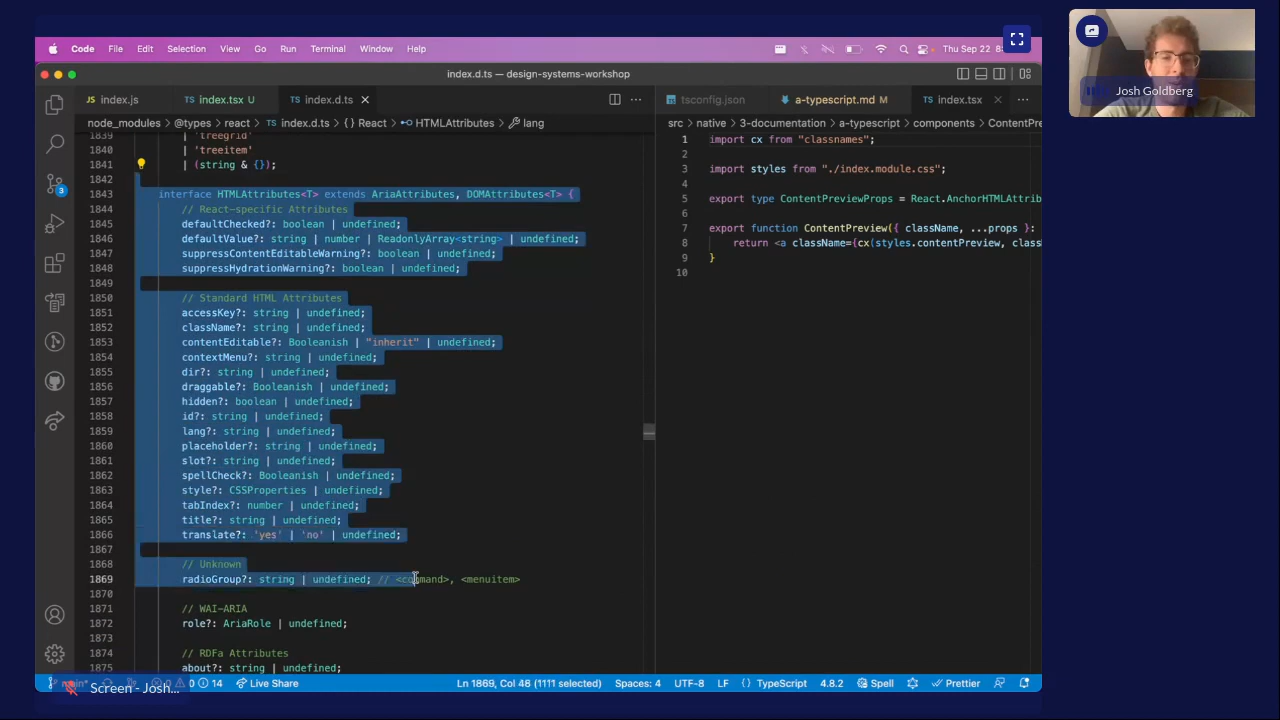 Code File Edit Selection View Go Run Terminal Window Help
Thu Sep 22 8:
index.d.ts — design-systems-workshop
index.js
index.tsx U
index.d.ts
node_modules > @types > react > index.d.ts > {} React > HTMLAttributes > lang
1839 | 'treegrid'
1840 | 'treeitem'
1841 | (string & {});
1842
1843 interface HTMLAttributes<T> extends AriaAttributes, DOMAttributes<T> {
1844 // React-specific Attributes
1845 defaultChecked?: boolean | undefined;
1846 defaultValue?: string | number | ReadonlyArray<string> | undefined;
1847 suppressContentEditableWarning?: boolean | undefined;
1848 suppressHydrationWarning?: boolean | undefined;
1849
1850 // Standard HTML Attributes
1851 accessKey?: string | undefined;
1852 className?: string | undefined;
1853 contentEditable?: Booleanish | "inherit" | undefined;
1854 contextMenu?: string | undefined;
1855 dir?: string | undefined;
1856 draggable?: Booleanish | undefined;
1857 hidden?: boolean | undefined;
1858 id?: string | undefined;
1859 lang?: string | undefined;
1860 placeholder?: string | undefined;
1861 slot?: string | undefined;
1862 spellCheck?: Booleanish | undefined;
1863 style?: CSSProperties | undefined;
1864 tabIndex?: number | undefined;
1865 title?: string | undefined;
1866 translate?: 'yes' | 'no' | undefined;
1867
1868 // Unknown
1869 radioGroup?: string | undefined; // <command>, <menuitem>
1870
1871 // WAI-ARIA
1872 role?: AriaRole | undefined;
1873
1874 // RDFa Attributes
1875 about?: string | undefined;
tsconfig.json
a-typescript.md M
index.tsx
src > native > 3-documentation > a-typescript > components > ContentPre
1 import cx from "classnames";
2
3 import styles from "./index.module.css";
4
5 export type ContentPreviewProps = React.AnchorHTMLAttrib
6
7 export function ContentPreview({ className, ...props }:
8 return <a className={cx(styles.contentPreview, class
9 }
10
3
Josh Goldberg
Screen - Josh...
0 14 Live Share
Ln 1869, Col 48 (1111 selected) Spaces: 4 UTF-8 LF {} TypeScript 4.8.2 Spell Prettier